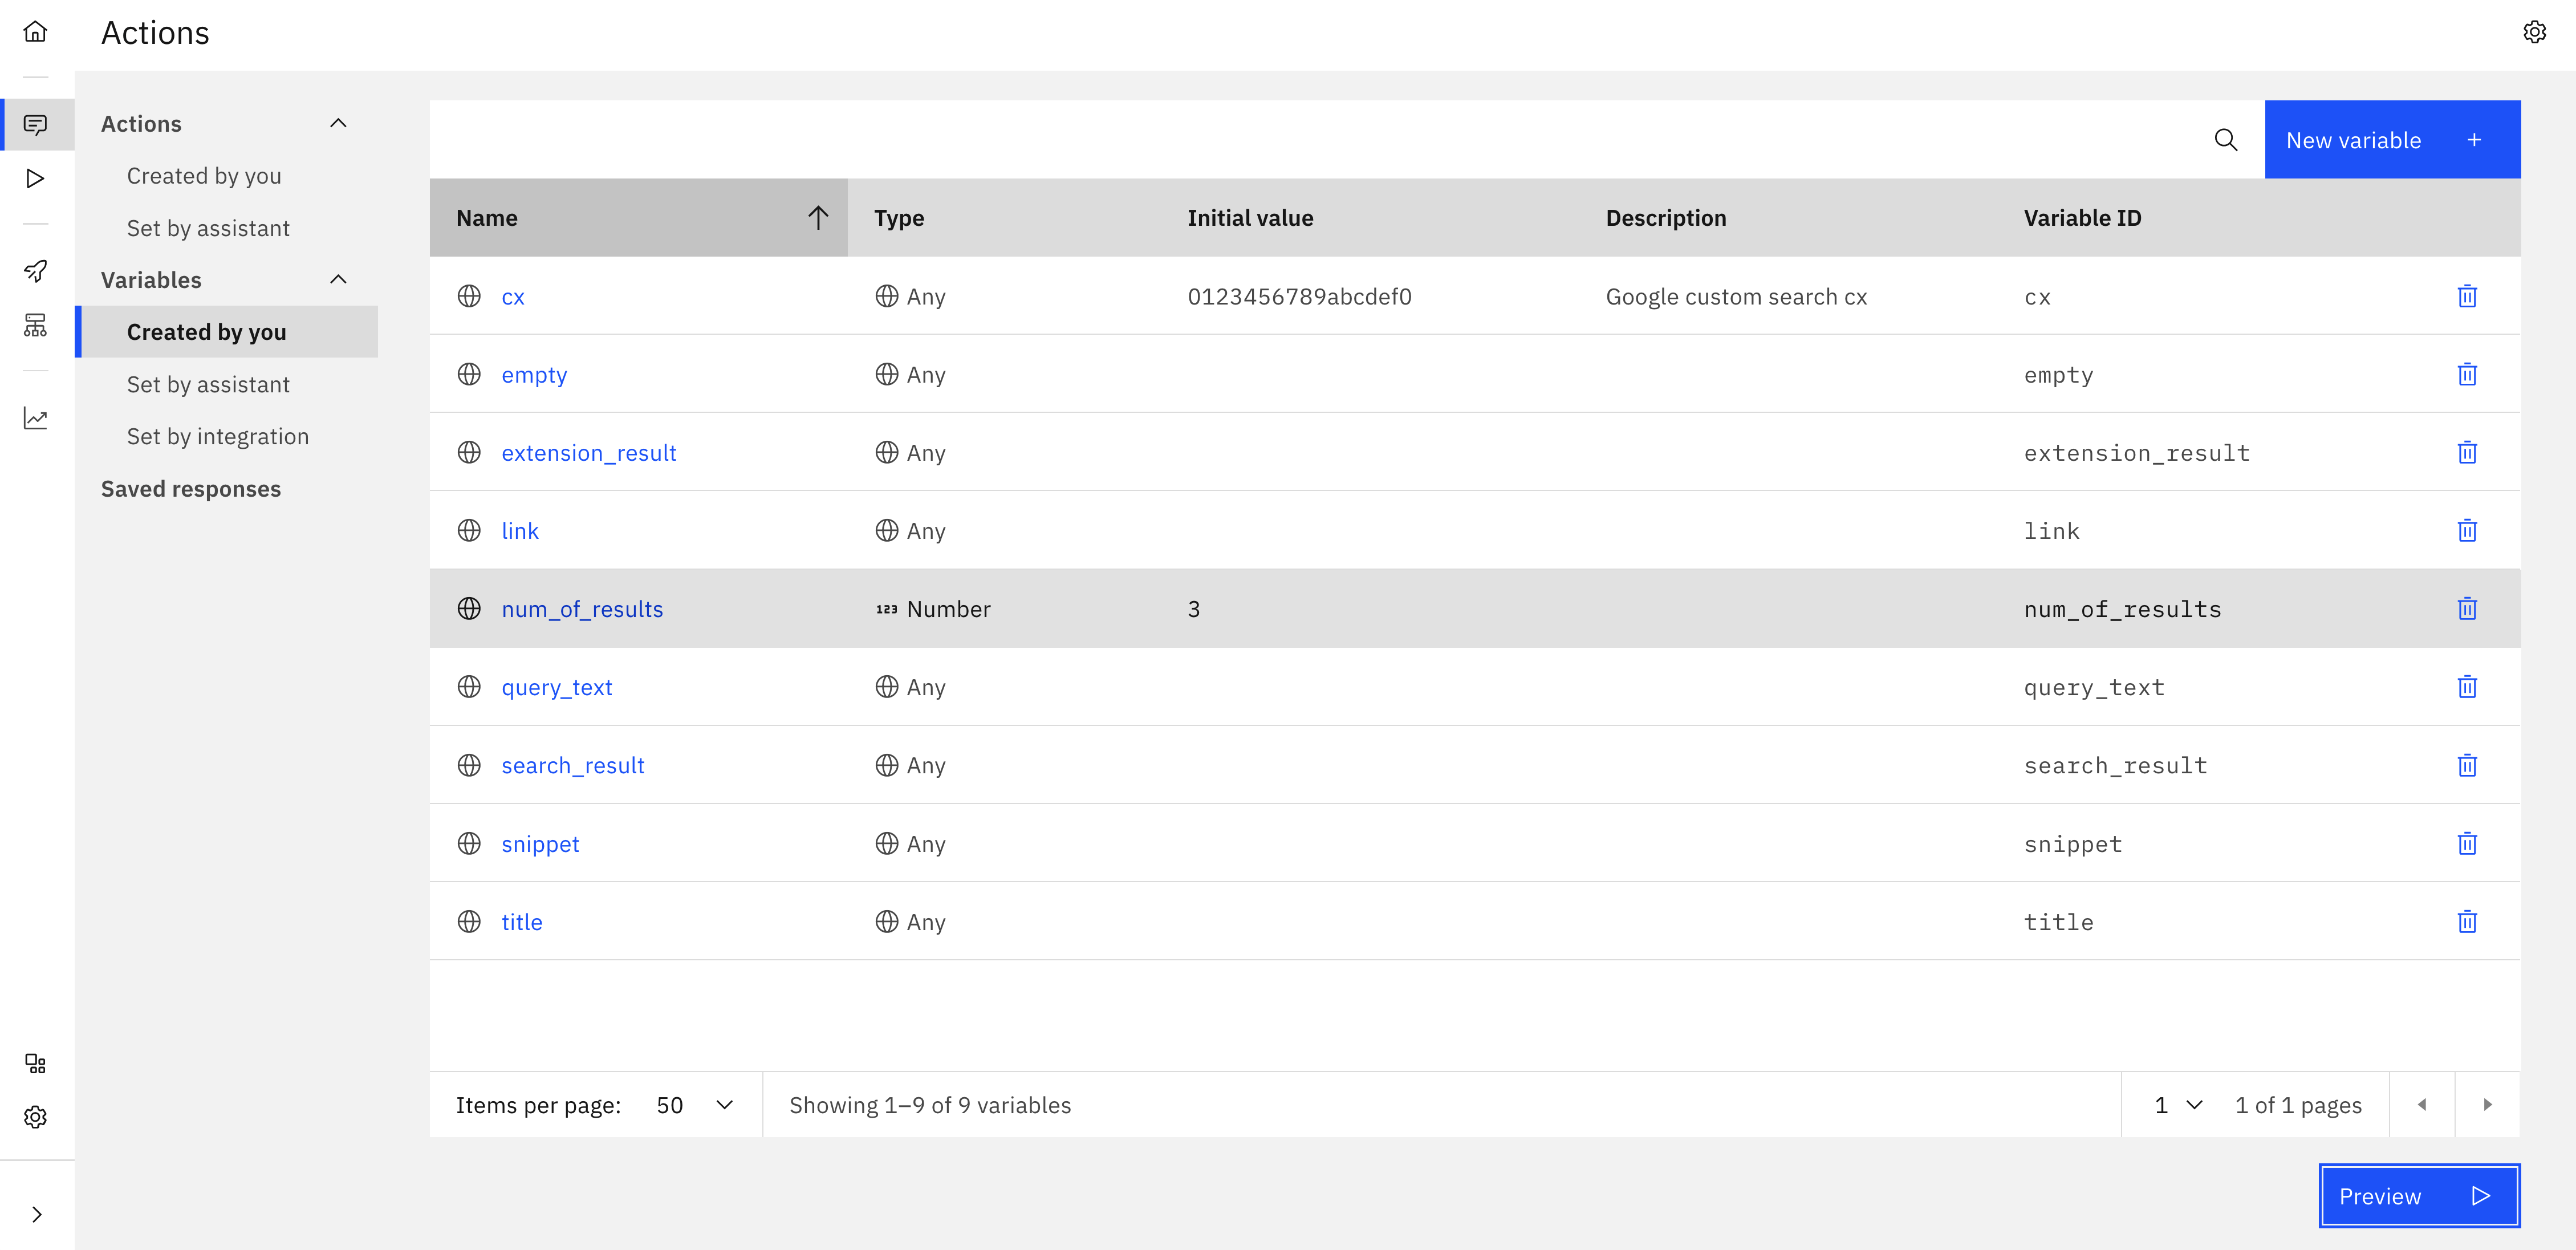 Actions
Actions
Created by you
Set by assistant
Variables
Created by you
Set by assistant
Set by integration
Saved responses
New variable +
Name Type Initial value Description Variable ID
cx Any 0123456789abcdef0 Google custom search cx cx
empty Any empty
extension_result Any extension_result
link Any link
num_of_results 123 Number 3 num_of_results
query_text Any query_text
search_result Any search_result
snippet Any snippet
title Any title
Items per page: 50 Showing 1–9 of 9 variables 1 1 of 1 pages
Preview